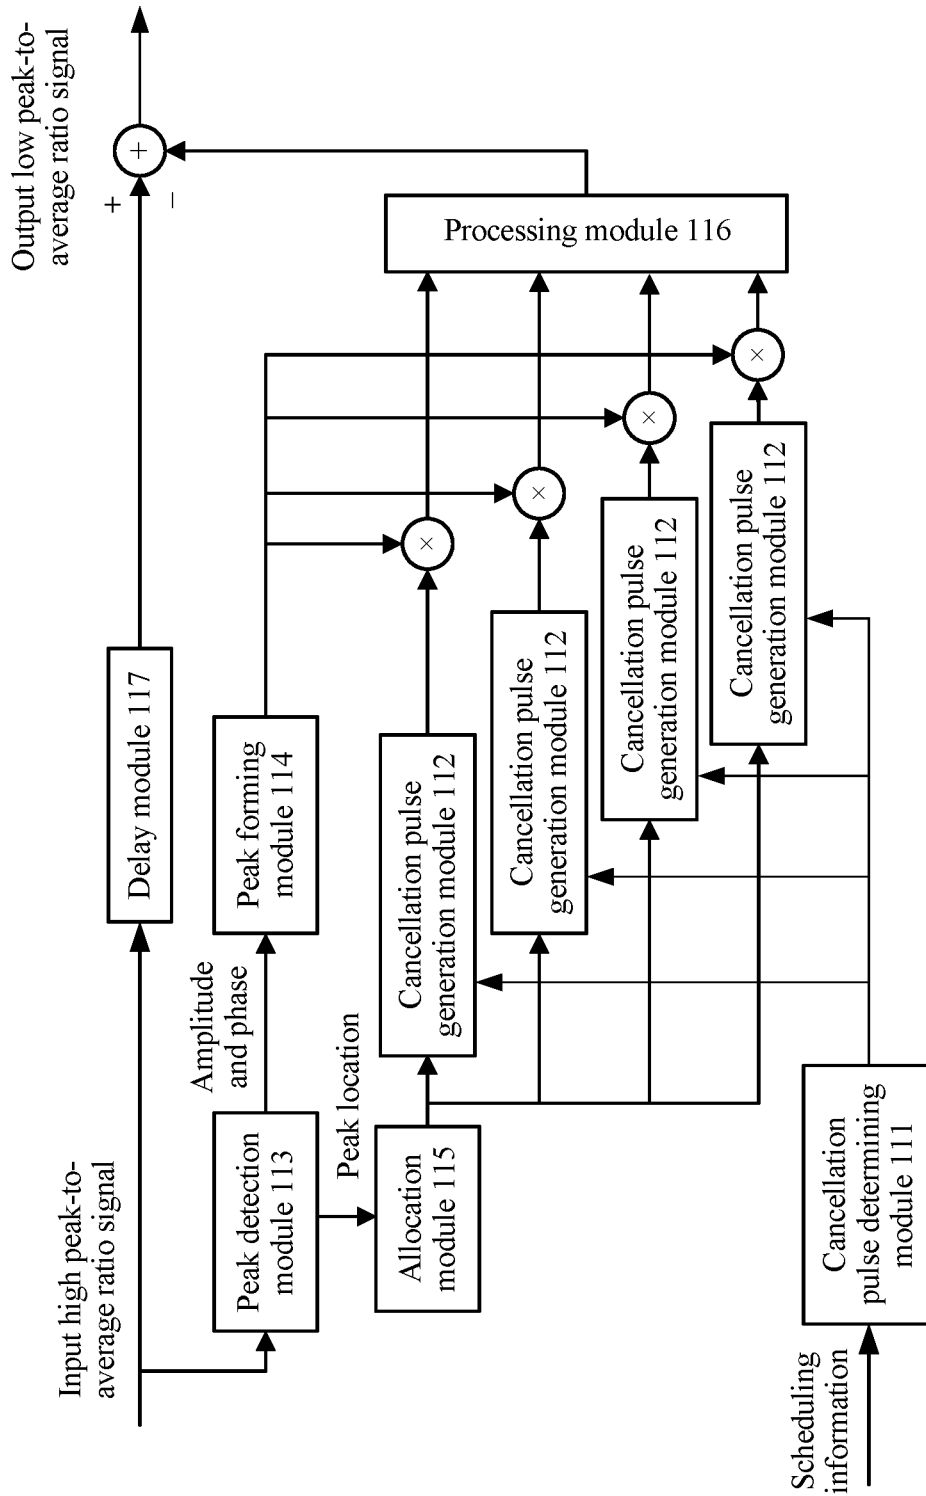 Input high peak-to-
average ratio signal
Delay module 117
+
−
+
Output low peak-to-
average ratio signal
Peak detection
module 113
Amplitude
and phase
Peak forming
module 114
Peak location
Allocation
module 115
Cancellation pulse
generation module 112
×
Cancellation pulse
generation module 112
×
Cancellation pulse
generation module 112
×
Cancellation pulse
generation module 112
×
Processing module 116
Scheduling
information
Cancellation
pulse determining
module 111